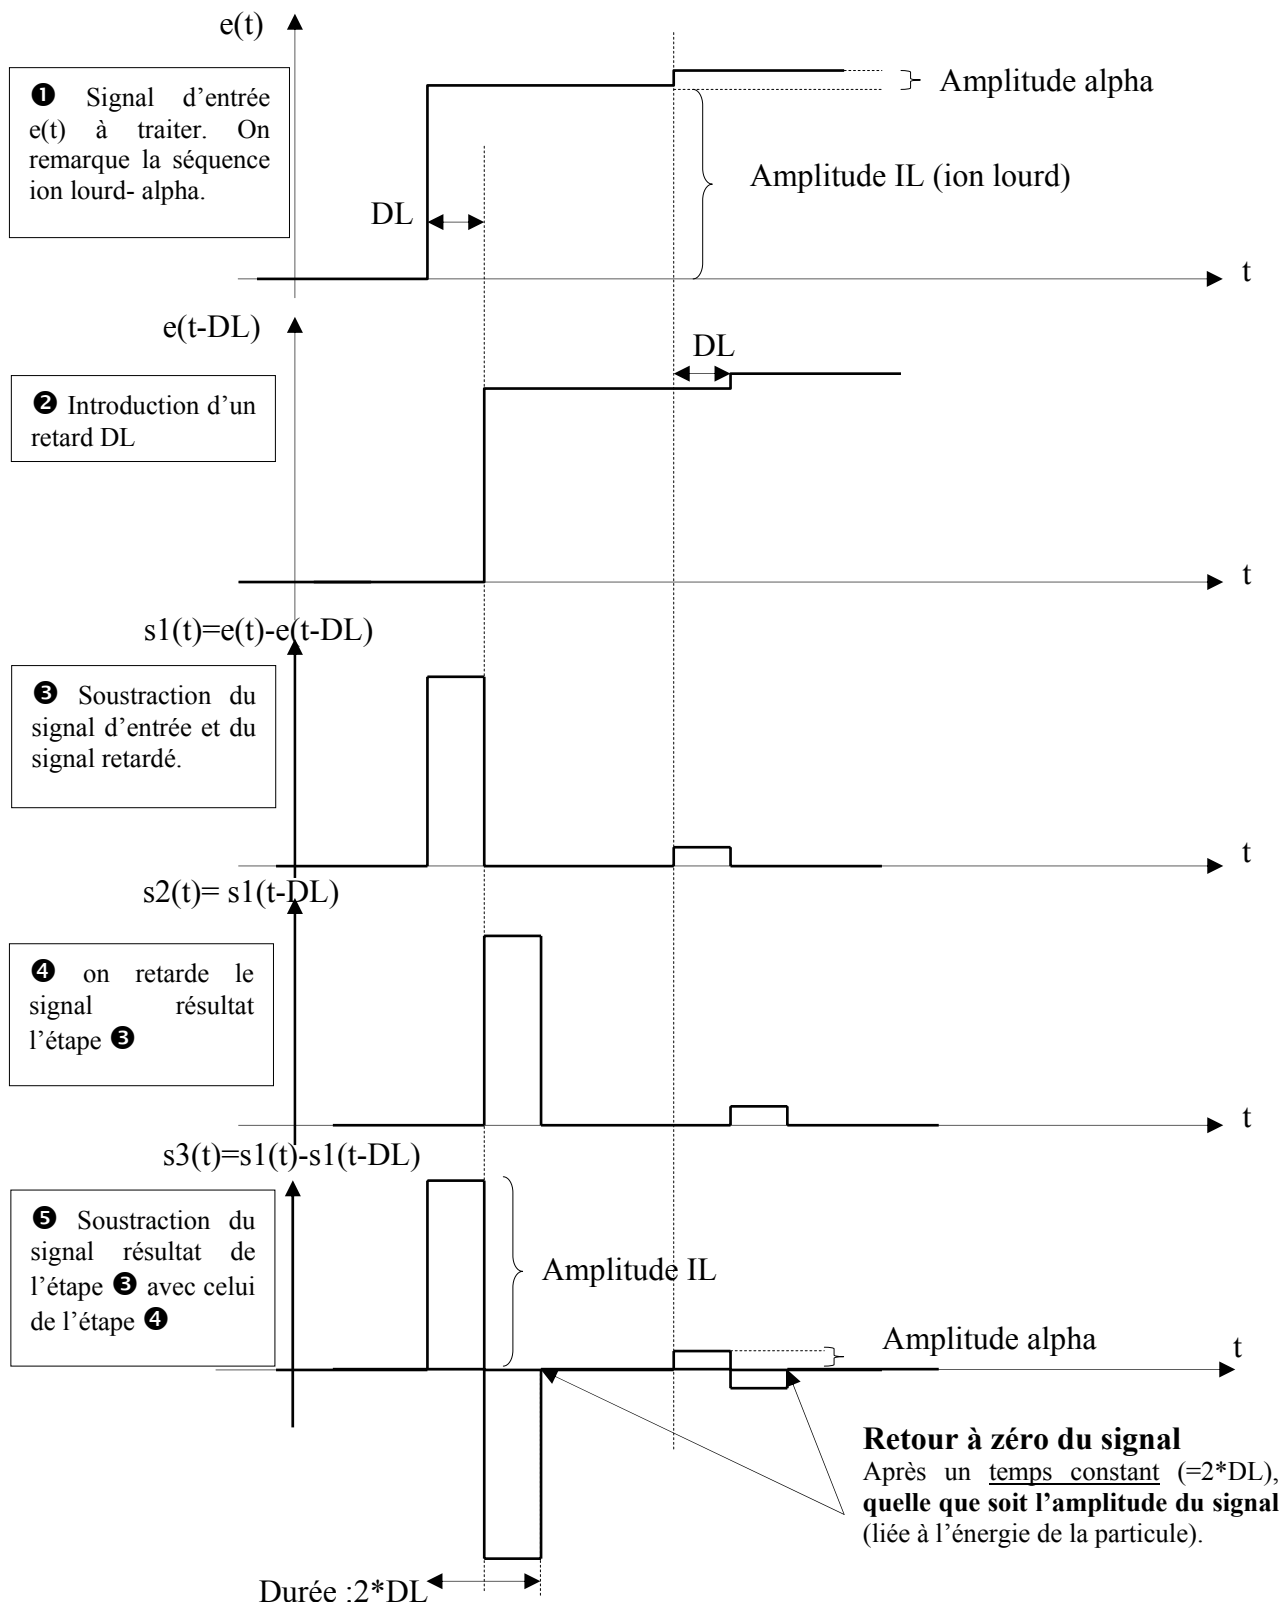 e(t)
❶ Signal d'entrée
e(t) à traiter. On
remarque la séquence
ion lourd- alpha.
Amplitude alpha
Amplitude IL (ion lourd)
DL
t
e(t-DL)
DL
❷ Introduction d'un
retard DL
t
s1(t)=e(t)-e(t-DL)
❸ Soustraction du
signal d'entrée et du
signal retardé.
t
s2(t)= s1(t-DL)
❹ on retarde le
signal résultat
l'étape ❸
t
s3(t)=s1(t)-s1(t-DL)
❺ Soustraction du
signal résultat de
l'étape ❸ avec celui
de l'étape ❹
Amplitude IL
Amplitude alpha
t
Retour à zéro du signal
Après un temps constant (=2*DL),
quelle que soit l'amplitude du signal
(liée à l'énergie de la particule).
Durée :2*DL